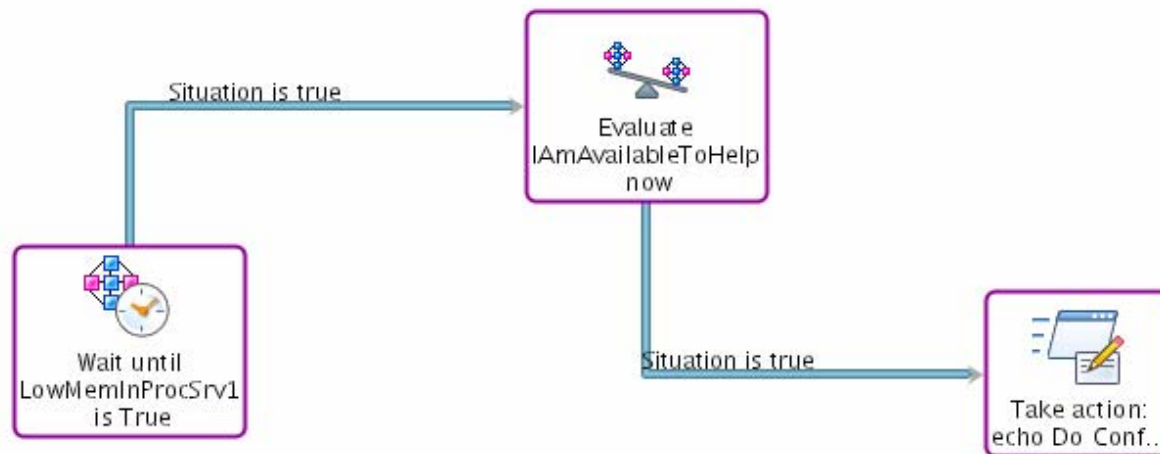 Situation is true
Evaluate
IAmAvailableToHelp
now
Wait until
LowMemInProcSrv1
is True
Situation is true
Take action:
echo Do Conf..